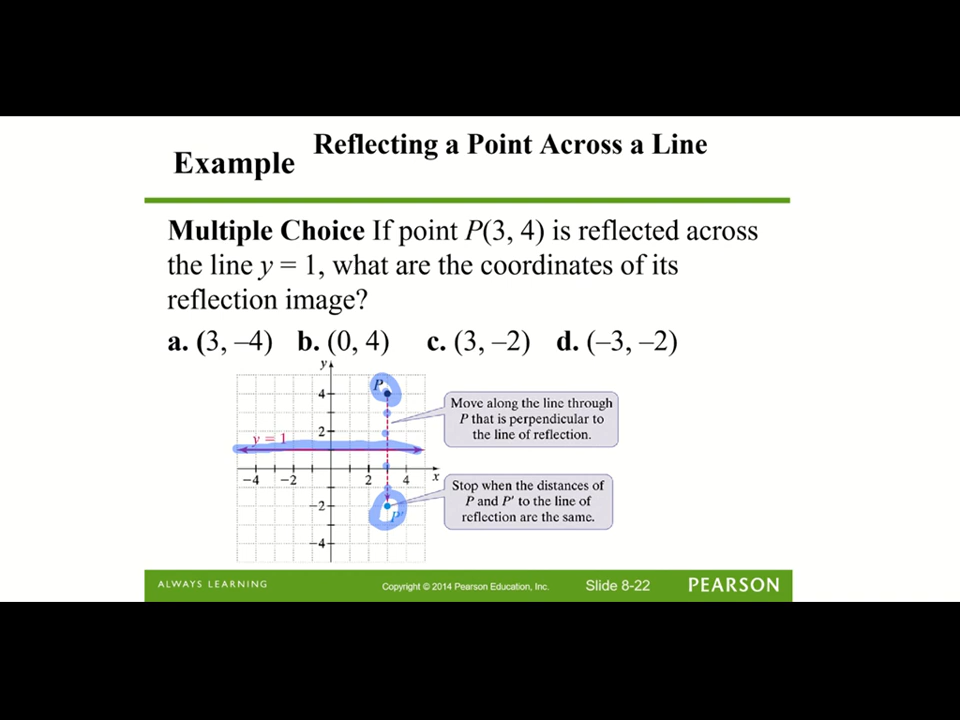 Reflecting a Point Across a Line
Example
Multiple Choice If point P(3, 4) is reflected across
the line y = 1, what are the coordinates of its
reflection image?
a. (3, –4) b. (0, 4) c. (3, –2) d. (–3, –2)
y
P
4
2
y = 1
–4 –2 2 4 x
–2
P′
–4
Move along the line through
P that is perpendicular to
the line of reflection.
Stop when the distances of
P and P′ to the line of
reflection are the same.
ALWAYS LEARNING
Copyright © 2014 Pearson Education, Inc.
Slide 8-22
PEARSON